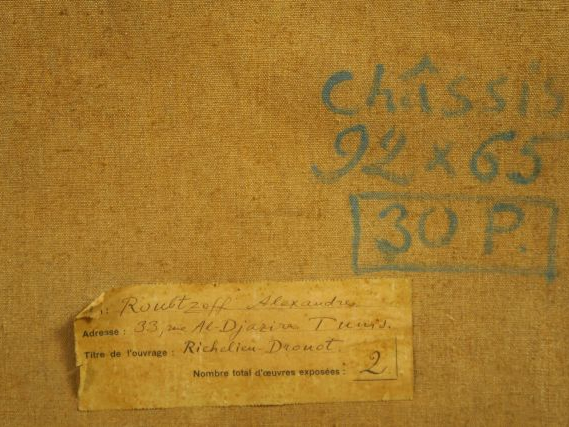 Châssis
92 x 65
30 P.
Roubtzoff Alexandre
Adresse : 33, rue Al-Djazira Tunis.
Titre de l'ouvrage : Richelieu-Drouot
Nombre total d'œuvres exposées : 2